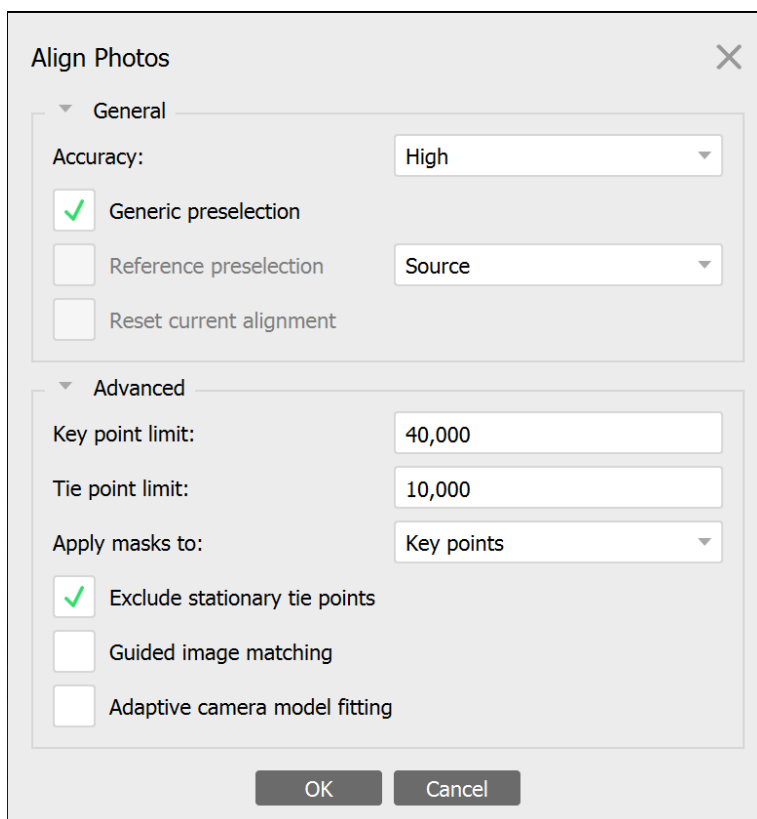 Align Photos
General
Accuracy: High
Generic preselection
Reference preselection Source
Reset current alignment
Advanced
Key point limit: 40,000
Tie point limit: 10,000
Apply masks to: Key points
Exclude stationary tie points
Guided image matching
Adaptive camera model fitting
OK Cancel